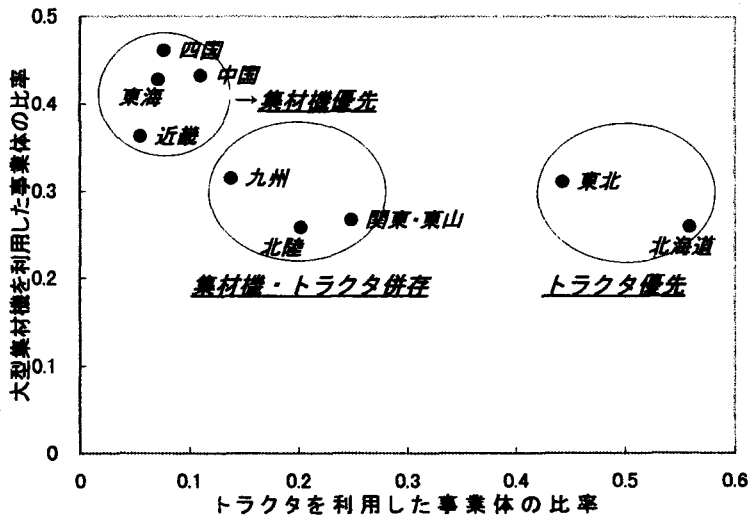 大型集材機を利用した事業体の比率
0.5
0.4
0.3
0.2
0.1
0
四国
中国
東海
→集材機優先
近畿
九州
東北
関東・東山
北陸
北海道
集材機・トラクタ併存
トラクタ優先
0 0.1 0.2 0.3 0.4 0.5 0.6
トラクタを利用した事業体の比率